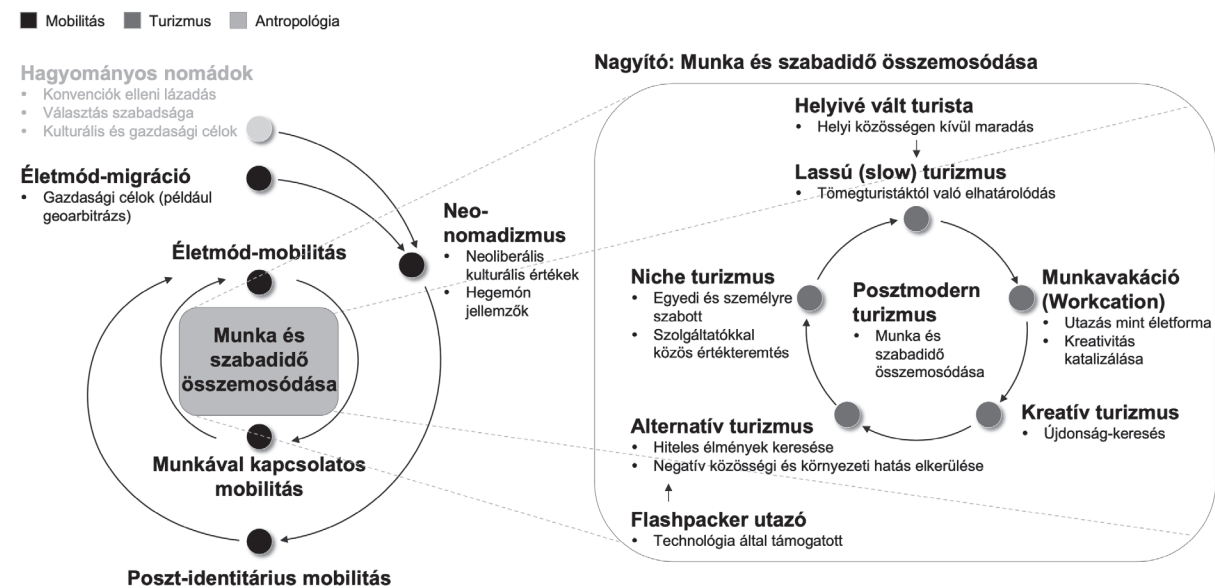 Mobilitás
Turizmus
Antropológia
Hagyományos nomádok
• Konvenciók elleni lázadás
• Választás szabadsága
• Kulturális és gazdasági célok
Életmód-migráció
• Gazdasági célok (például
geoarbitrázs)
Neo-
nomadizmus
• Neoliberális
kulturális értékek
• Hegemón
jellemzők
Életmód-mobilitás
Munka és
szabadidő
összemosódása
Munkával kapcsolatos
mobilitás
Poszt-identitárius mobilitás
Nagyító: Munka és szabadidő összemosódása
Helyivé vált turista
• Helyi közösségen kívül maradás
Lassú (slow) turizmus
• Tömegturistáktól való elhatárolódás
Niche turizmus
• Egyedi és személyre
szabott
• Szolgáltatókkal
közös értékteremtés
Posztmodern
turizmus
• Munka és
szabadidő
összemosódása
Munkavakáció
(Workcation)
• Utazás mint életforma
• Kreativitás
katalizálása
Kreatív turizmus
• Újdonság-keresés
Alternatív turizmus
• Hiteles élmények keresése
• Negatív közösségi és környezeti hatás elkerülése
Flashpacker utazó
• Technológia által támogatott